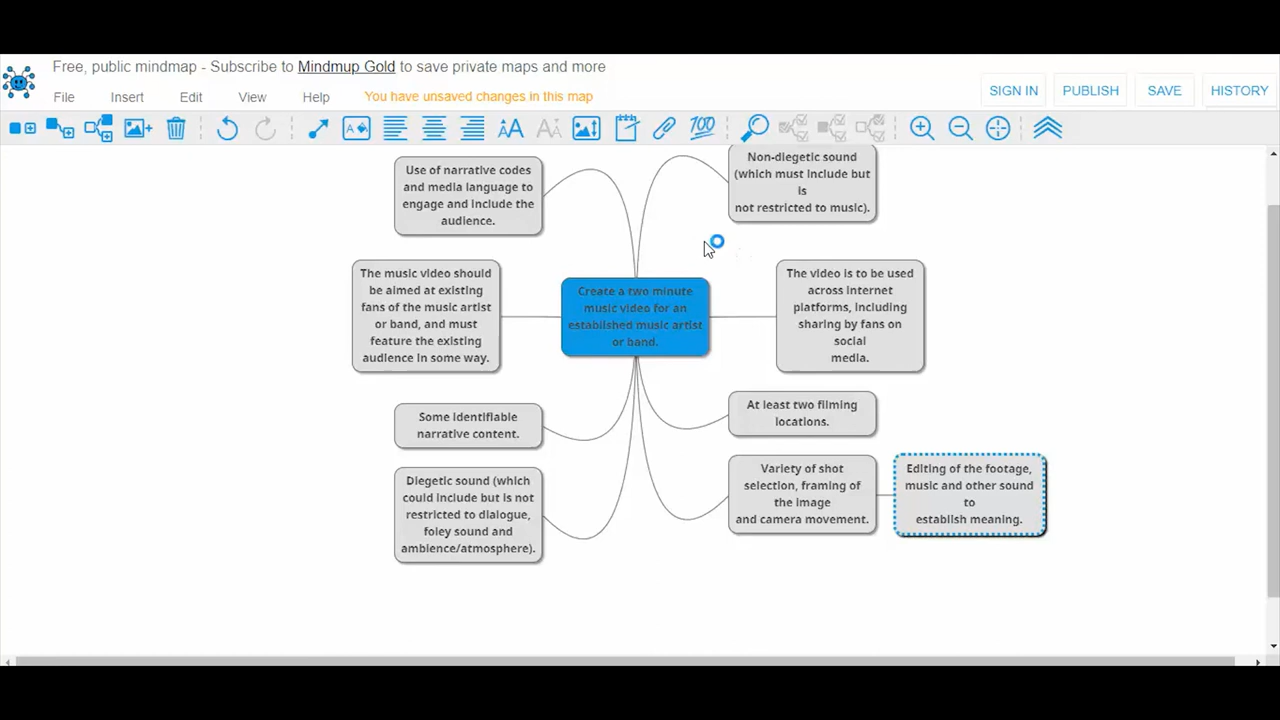 Free, public mindmap - Subscribe to Mindmup Gold to save private maps and more
File Insert Edit View Help You have unsaved changes in this map
SIGN IN PUBLISH SAVE HISTORY
Use of narrative codes
and media language to
engage and include the
audience.
Non-diegetic sound
(which must include but
is
not restricted to music).
The music video should
be aimed at existing
fans of the music artist
or band, and must
feature the existing
audience in some way.
Create a two minute
music video for an
established music artist
or band.
The video is to be used
across internet
platforms, including
sharing by fans on
social
media.
Some identifiable
narrative content.
At least two filming
locations.
Diegetic sound (which
could include but is not
restricted to dialogue,
foley sound and
ambience/atmosphere).
Variety of shot
selection, framing of
the image
and camera movement.
Editing of the footage,
music and other sound
to
establish meaning.